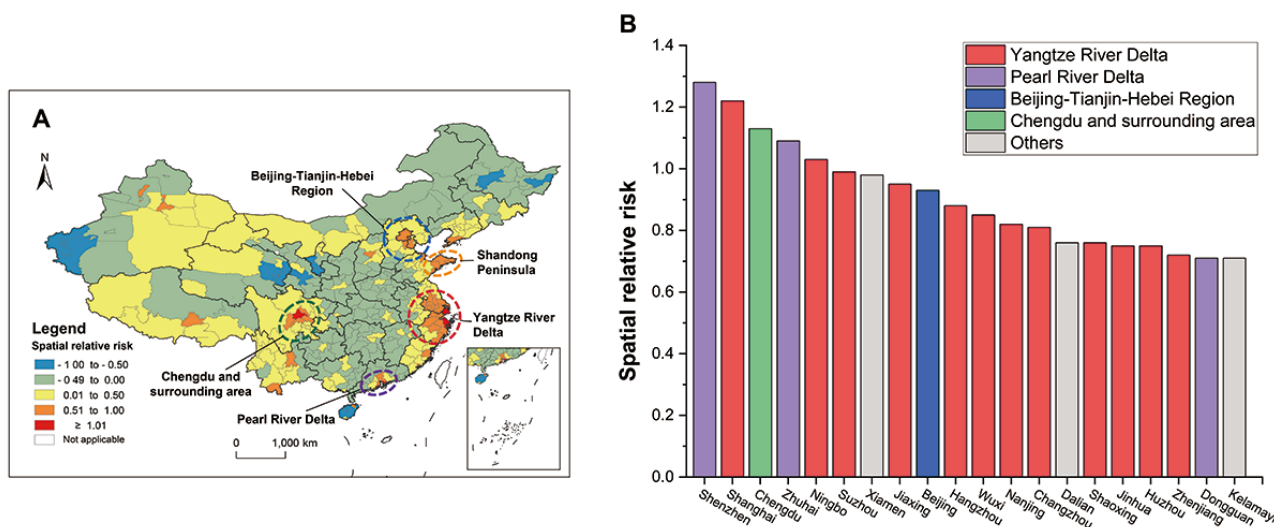 A
N
Beijing-Tianjin-Hebei
Region
Shandong
Peninsula
Yangtze River
Delta
Chengdu and
surrounding area
Pearl River Delta
Legend
Spatial relative risk
- 1 00 to - 0.50
- 0 49 to 0.00
0.01 to 0.50
0.51 to 1.00
≥ 1.01
Not applicable
0 1,000 km
B
Spatial relative risk
1.4
1.2
1.0
0.8
0.6
0.4
0.2
0.0
Yangtze River Delta
Pearl River Delta
Beijing-Tianjin-Hebei Region
Chengdu and surrounding area
Others
Shenzhen
Shanghai
Chengdu
Zhuhai
Ningbo
Suzhou
Xiamen
Jiaxing
Beijing
Hangzhou
Wuxi
Nanjing
Changzhou
Dalian
Shaoxing
Jinhua
Huzhou
Zhenjiang
Dongguan
Kelamayi